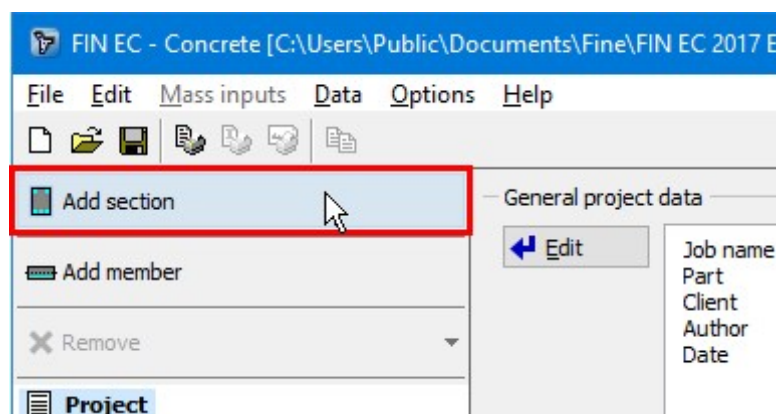 FIN EC - Concrete [C:\Users\Public\Documents\Fine\FIN EC 2017 E
File Edit Mass inputs Data Options Help
Add section
General project data
Edit
Job name
Add member
Part
Client
Author
Remove
Date
Project